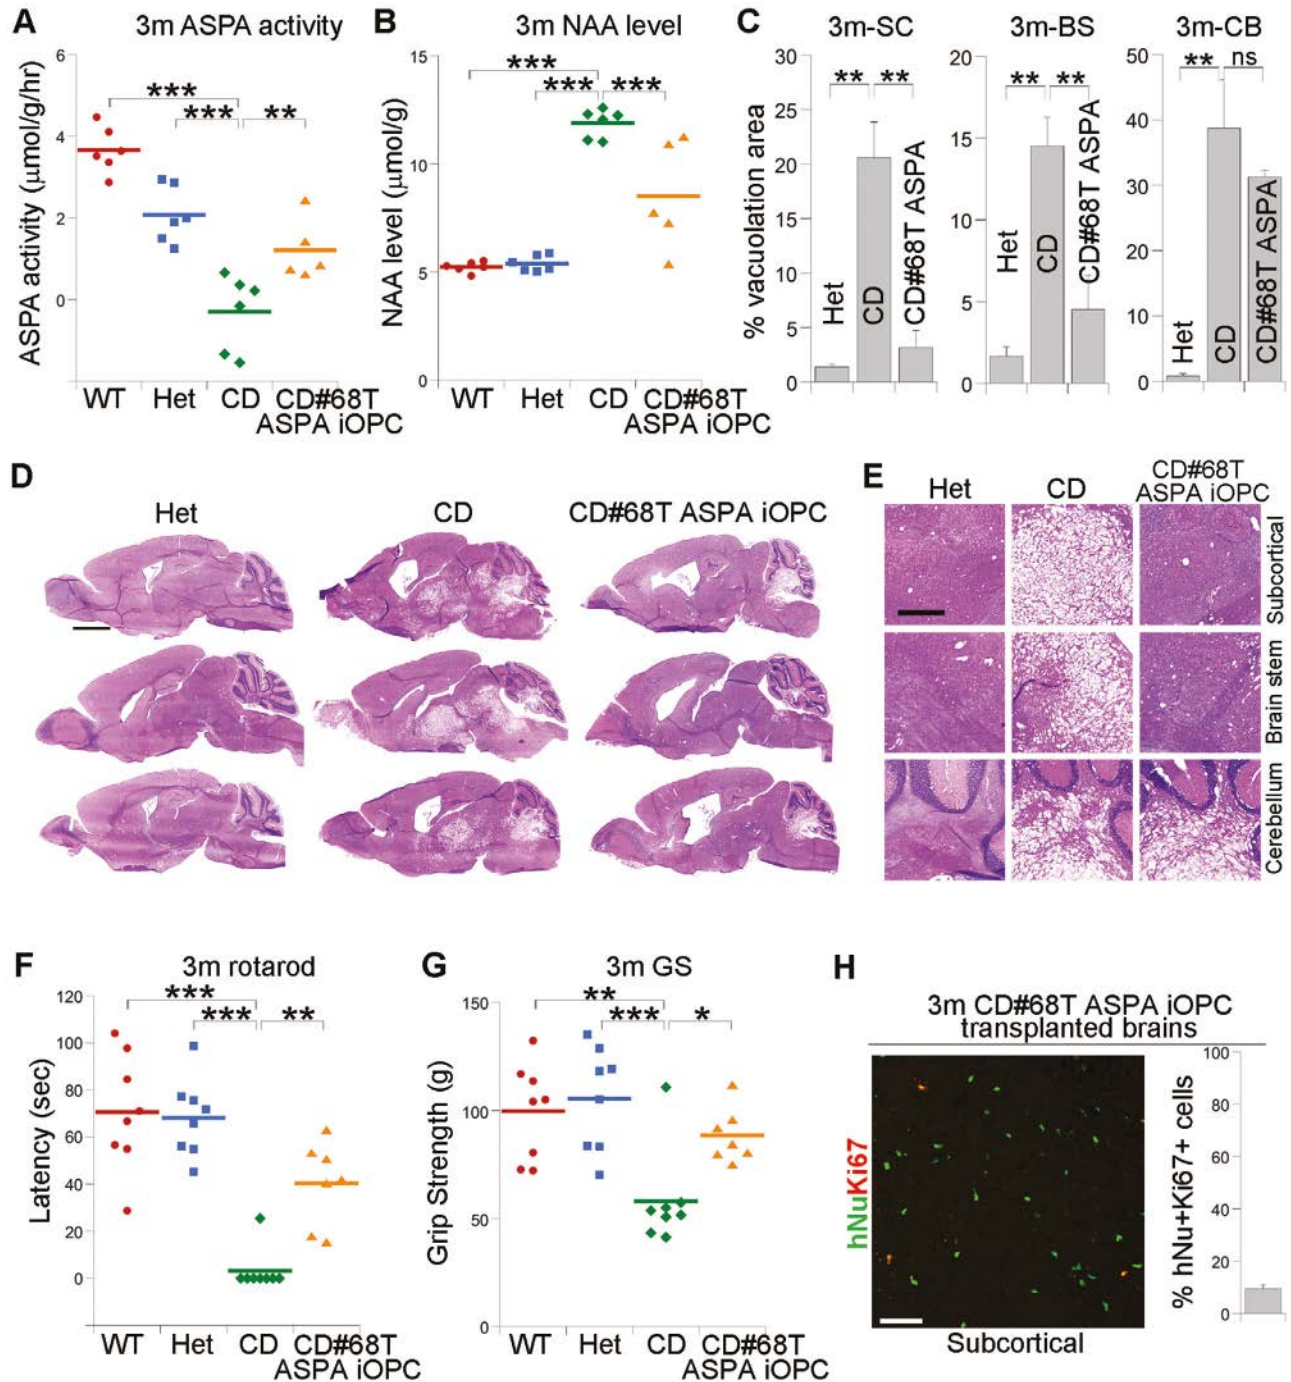 A
3m ASPA activity
ASPA activity (μmol/g/hr)
6
4
2
0
***
***
**
WT
Het
CD
CD#68T
ASPA iOPC
B
3m NAA level
NAA level (μmol/g)
15
10
5
0
***
***
***
WT
Het
CD
CD#68T
ASPA iOPC
C
3m-SC
% vacuolation area
30
25
20
15
10
5
0
**
**
Het
CD
CD#68T ASPA
3m-BS
20
15
10
5
0
**
**
Het
CD
CD#68T ASPA
3m-CB
50
40
30
20
10
0
**
ns
Het
CD
CD#68T ASPA
D
Het
CD
CD#68T ASPA iOPC
E
Het
CD
CD#68T
ASPA iOPC
Subcortical
Brain stem
Cerebellum
F
3m rotarod
Latency (sec)
120
100
80
60
40
20
0
***
***
**
WT
Het
CD
CD#68T
ASPA iOPC
G
3m GS
Grip Strength (g)
150
100
50
0
**
***
*
WT
Het
CD
CD#68T
ASPA iOPC
H
3m CD#68T ASPA iOPC
transplanted brains
hNuKi67
Subcortical
% hNu+Ki67+ cells
100
80
60
40
20
0